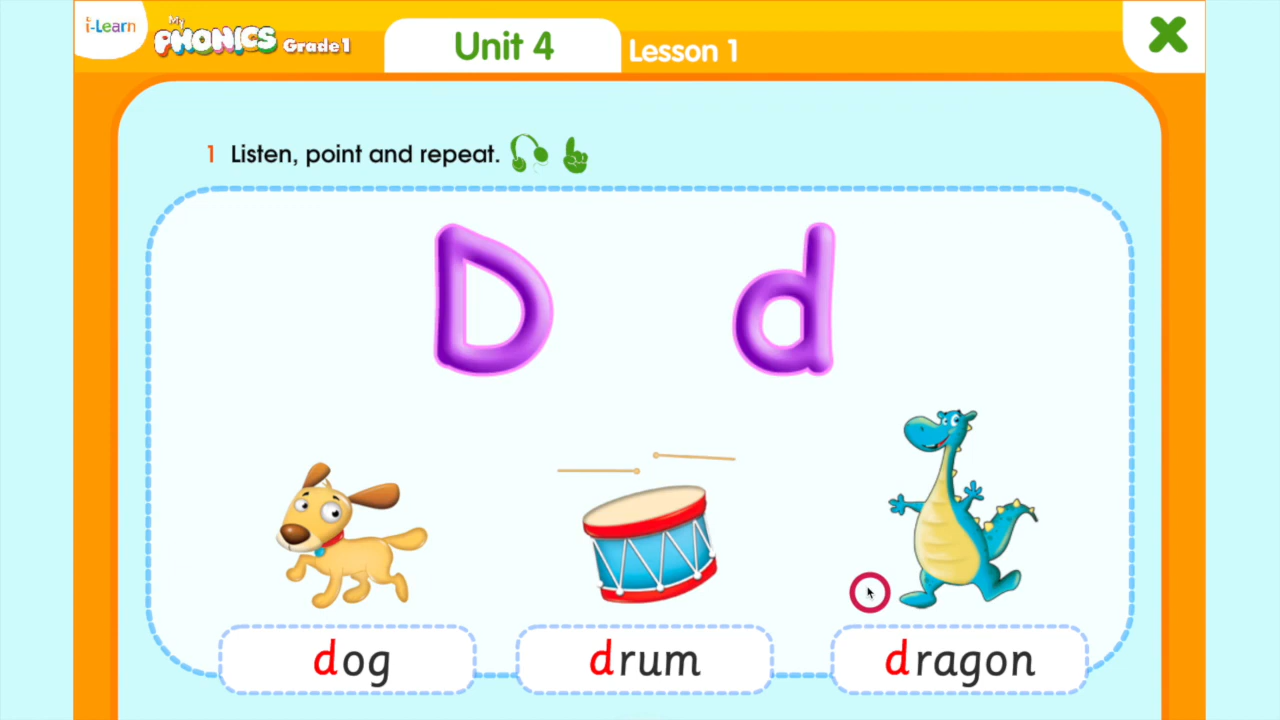 i-Learn
My
PHONICS Grade 1
Unit 4
Lesson 1
1 Listen, point and repeat.
D d
dog
drum
dragon